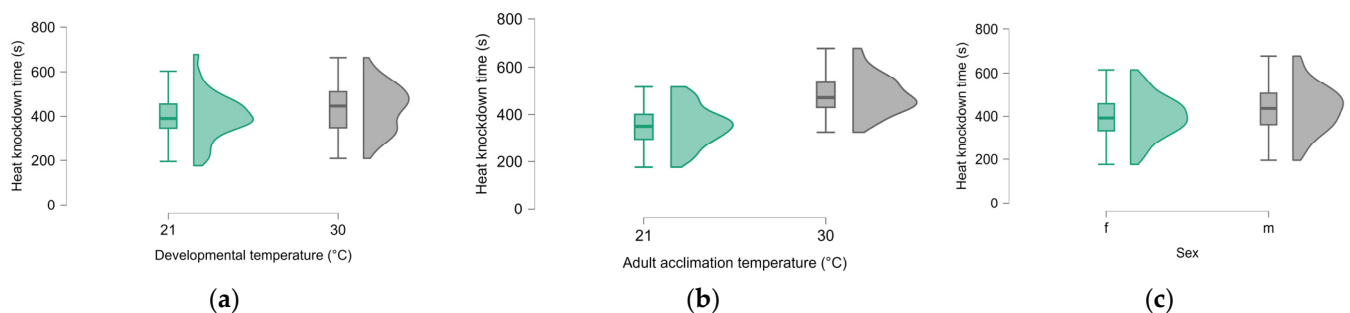 Heat knockdown time (s)
800
600
400
200
0
21
30
Developmental temperature (°C)
(a)
Heat knockdown time (s)
800
600
400
200
0
21
30
Adult acclimation temperature (°C)
(b)
Heat knockdown time (s)
800
600
400
200
0
f
m
Sex
(c)